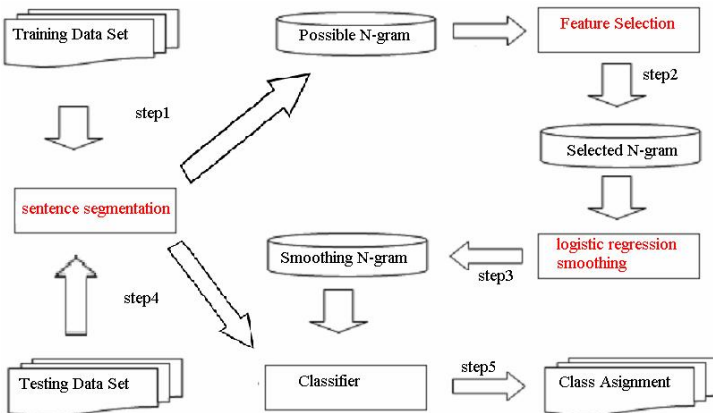 Training Data Set
Possible N-gram
Feature Selection
step1
step2
Selected N-gram
sentence segmentation
Smoothing N-gram
step3
logistic regression
smoothing
step4
Testing Data Set
Classifier
step5
Class Asignment